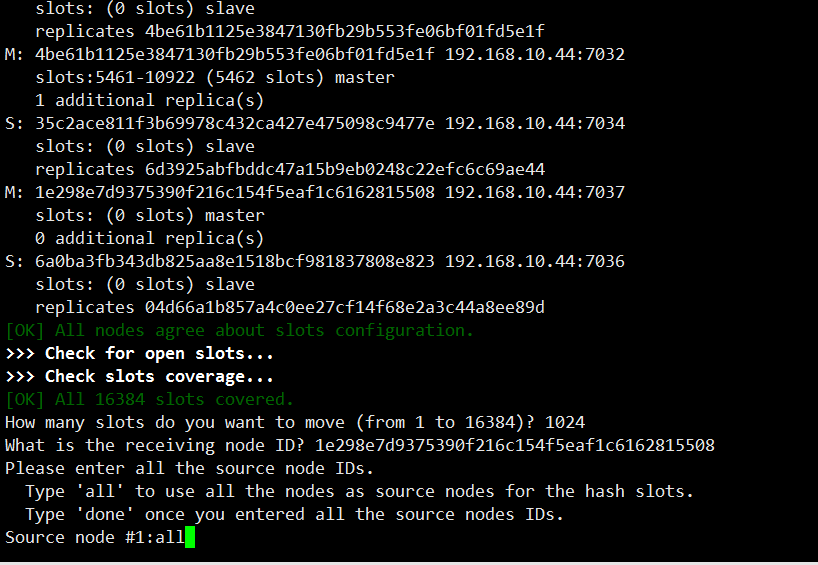 slots: (0 slots) slave
replicates 4be61b1125e3847130fb29b553fe06bf01fd5e1f
M: 4be61b1125e3847130fb29b553fe06bf01fd5e1f 192.168.10.44:7032
slots:5461-10922 (5462 slots) master
1 additional replica(s)
S: 35c2ace811f3b69978c432ca427e475098c9477e 192.168.10.44:7034
slots: (0 slots) slave
replicates 6d3925abfbddc47a15b9eb0248c22efc6c69ae44
M: 1e298e7d9375390f216c154f5eaf1c6162815508 192.168.10.44:7037
slots: (0 slots) master
0 additional replica(s)
S: 6a0ba3fb343db825aa8e1518bcf981837808e823 192.168.10.44:7036
slots: (0 slots) slave
replicates 04d66a1b857a4c0ee27cf14f68e2a3c44a8ee89d
[OK] All nodes agree about slots configuration.
>>> Check for open slots...
>>> Check slots coverage...
[OK] All 16384 slots covered.
How many slots do you want to move (from 1 to 16384)? 1024
What is the receiving node ID? 1e298e7d9375390f216c154f5eaf1c6162815508
Please enter all the source node IDs.
Type 'all' to use all the nodes as source nodes for the hash slots.
Type 'done' once you entered all the source nodes IDs.
Source node #1:all